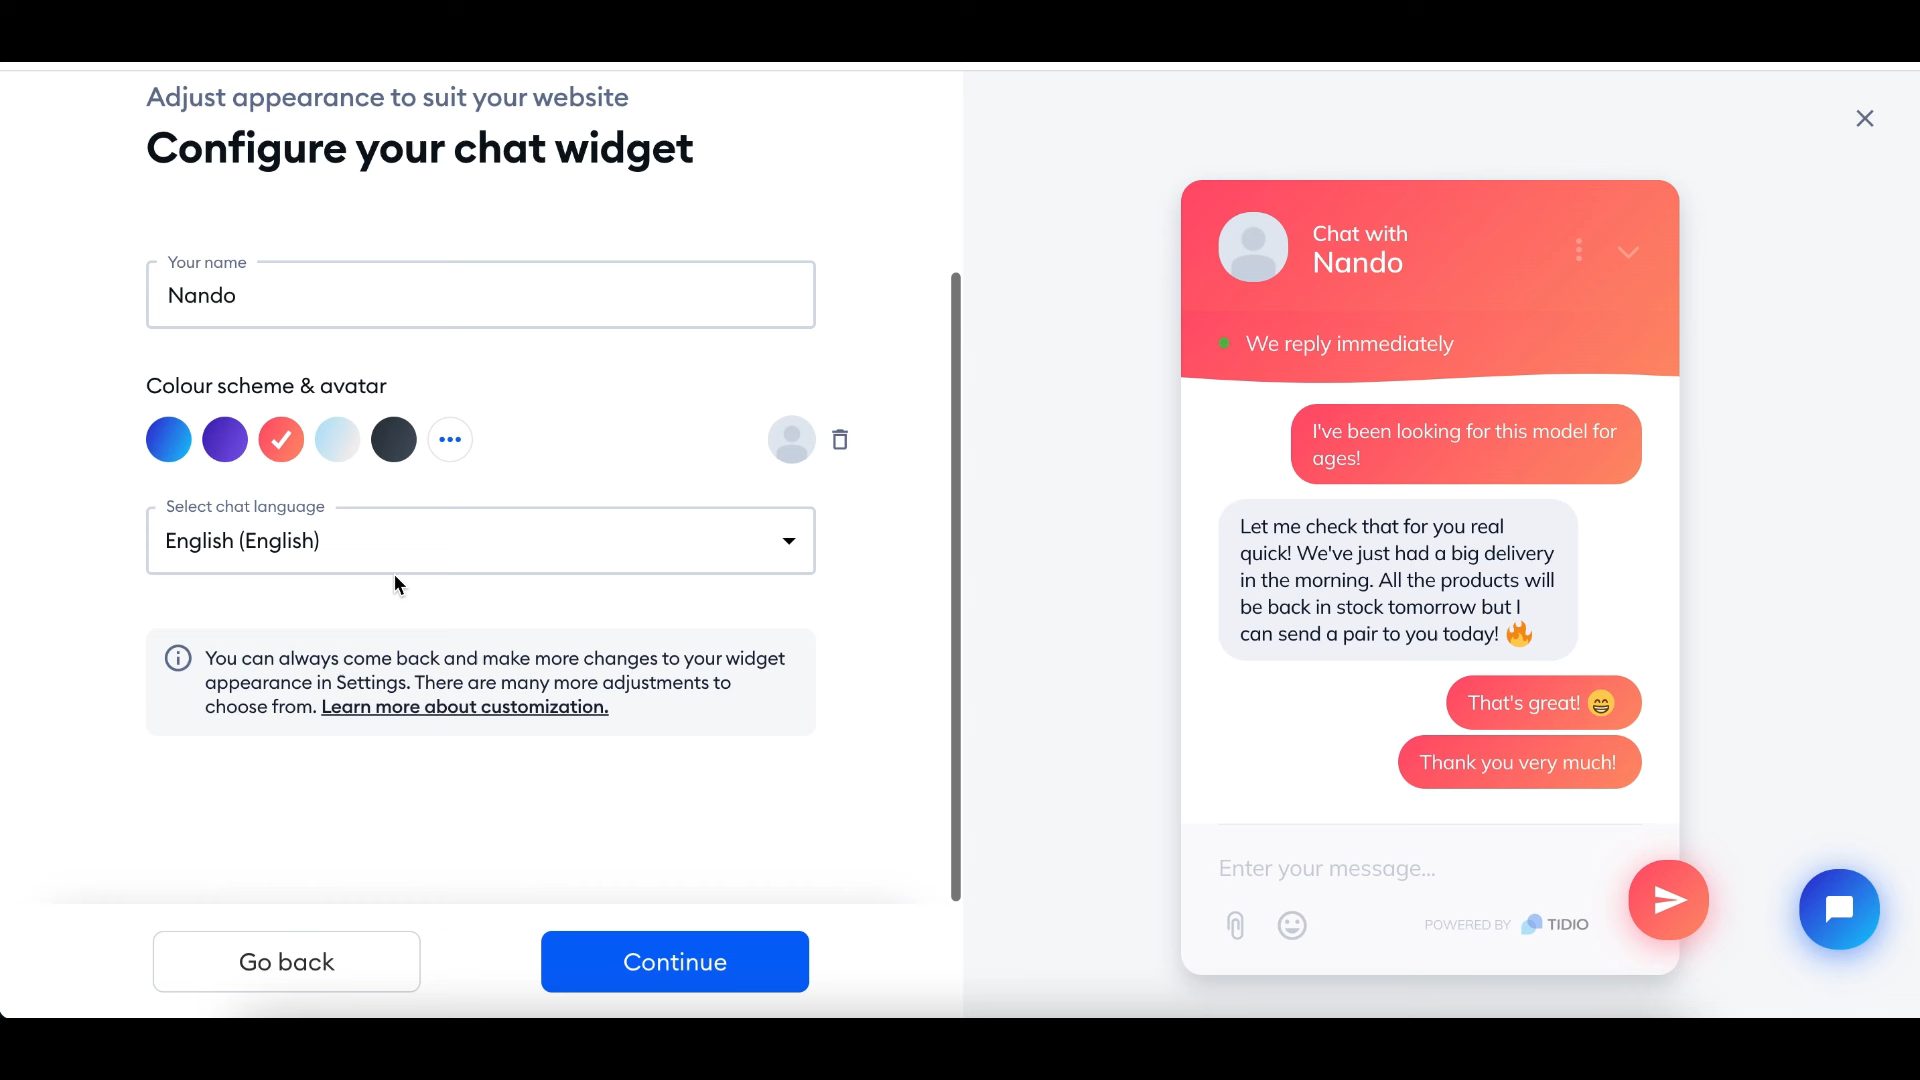 Adjust appearance to suit your website
Configure your chat widget
Your name
Nando
Colour scheme & avatar
Select chat language
English (English)
You can always come back and make more changes to your widget
appearance in Settings. There are many more adjustments to
choose from. Learn more about customization.
Go back
Continue
Chat with
Nando
We reply immediately
I've been looking for this model for
ages!
Let me check that for you real
quick! We've just had a big delivery
in the morning. All the products will
be back in stock tomorrow but I
can send a pair to you today! 🔥
That's great! 😁
Thank you very much!
Enter your message...
POWERED BY TIDIO